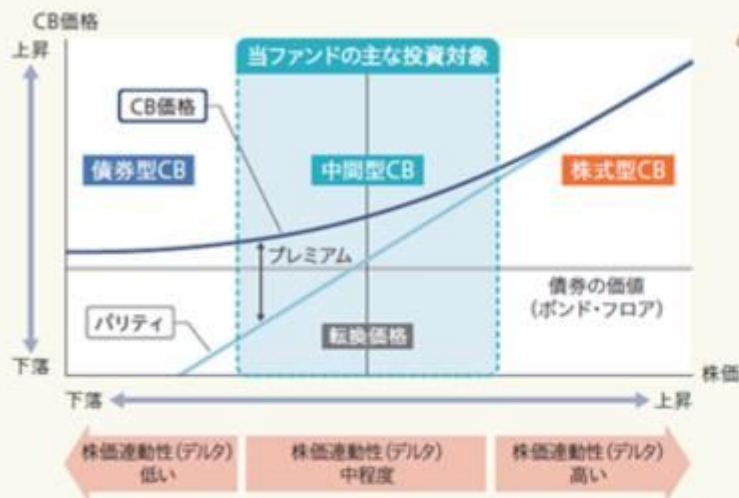 CB価格
上昇
当ファンドの主な投資対象
CB価格
債券型CB
中間型CB
株式型CB
プレミアム
債券の価値
(ボンド・フロア)
パリティ
転換価格
下落
株価
下落
上昇
株価連動性(デルタ)
低い
株価連動性(デルタ)
中程度
株価連動性(デルタ)
高い